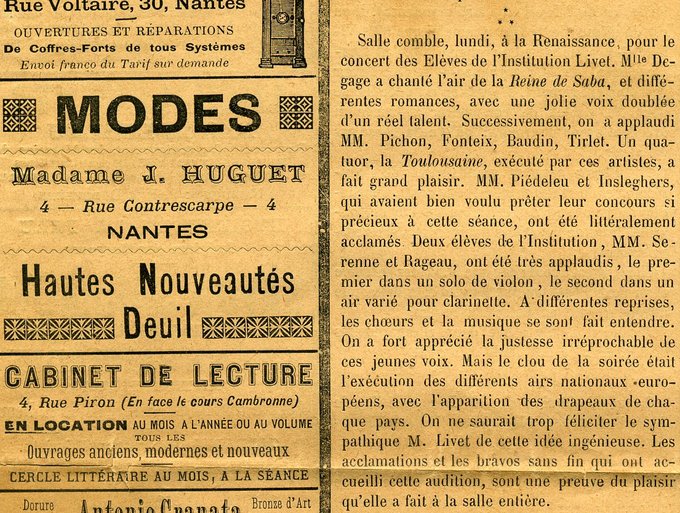 Rue Voltaire, 30, Nantes
OUVERTURES ET RÉPARATIONS
De Coffres-Forts de tous Systèmes
Envoi franco du Tarif sur demande
MODES
Madame J. HUGUET
4 — Rue Contrescarpe — 4
NANTES
Hautes Nouveautés
Deuil
CABINET DE LECTURE
4, Rue Piron (En face le cours Cambronne)
EN LOCATION AU MOIS A L'ANNÉE OU AU VOLUME
TOUS LES
Ouvrages anciens, modernes et nouveaux
CERCLE LITTÉRAIRE AU MOIS, A LA SÉANCE
Dorure Antonio Granata Bronze d'Art
Salle comble, lundi, à la Renaissance, pour le
concert des Elèves de l'Institution Livet. Mlle De-
gage a chanté l'air de la Reine de Saba, et diffé-
rentes romances, avec une jolie voix doublée
d'un réel talent. Successivement, on a applaudi
MM. Pichon, Fonteix, Baudin, Tirlet. Un qua-
tuor, la Toulousaine, exécuté par ces artistes, a
fait grand plaisir. MM. Piédeleu et Insleghers,
qui avaient bien voulu prêter leur concours si
précieux à cette séance, ont été littéralement
acclamés. Deux élèves de l'Institution, MM. Se-
renne et Rageau, ont été très applaudis, le pre-
mier dans un solo de violon, le second dans un
air varié pour clarinette. A différentes reprises,
les chœurs et la musique se sont fait entendre.
On a fort apprécié la justesse irréprochable de
ces jeunes voix. Mais le clou de la soirée était
l'exécution des différents airs nationaux euro-
péens, avec l'apparition des drapeaux de cha-
que pays. On ne saurait trop féliciter le sym-
pathique M. Livet de cette idée ingénieuse. Les
acclamations et les bravos sans fin qui ont ac-
cueilli cette audition, sont une preuve du plaisir
qu'elle a fait à la salle entière.